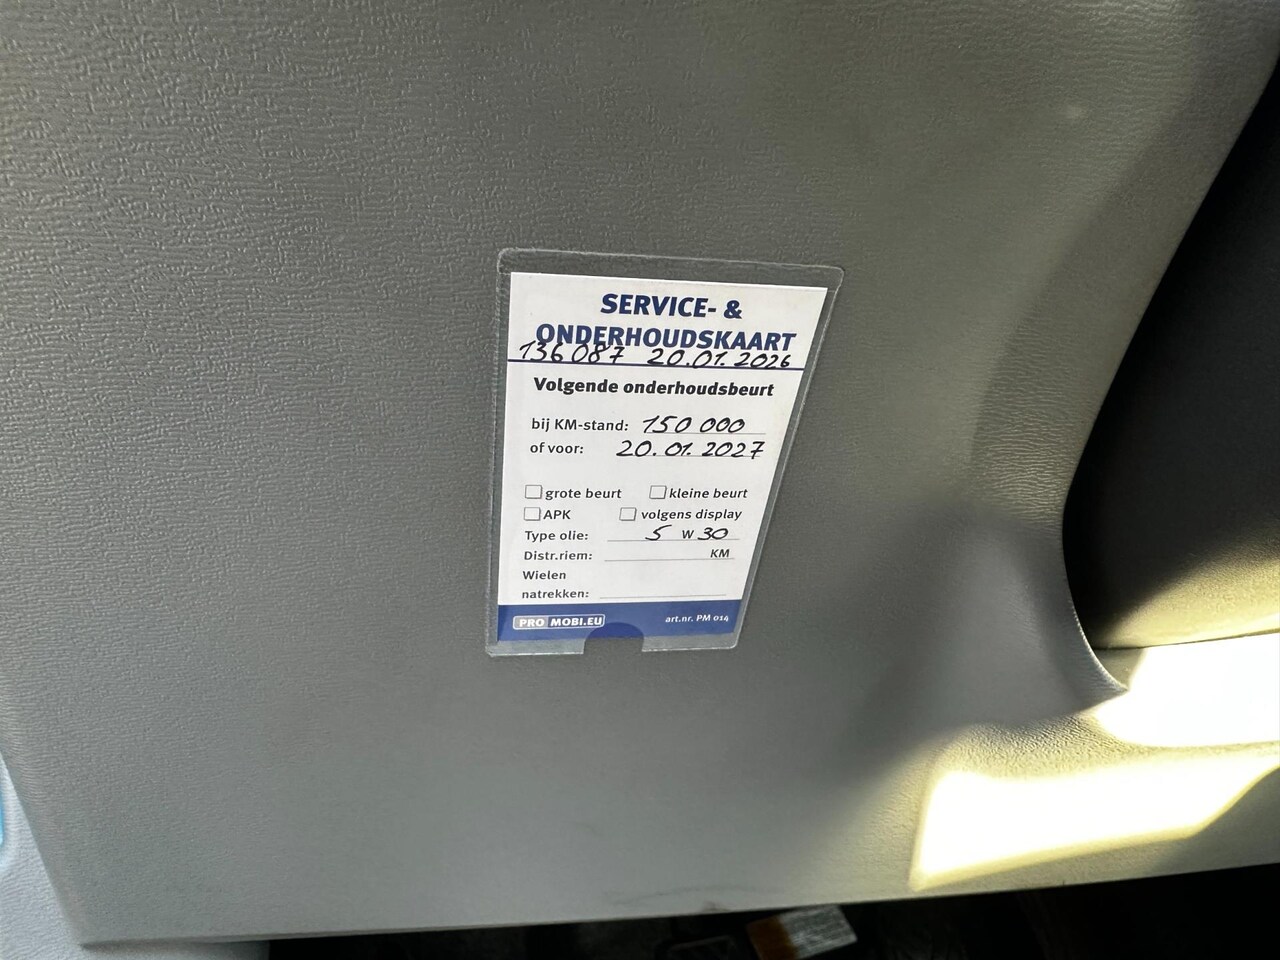 SERVICE- &
ONDERHOUDSKAART
136087 20.01.2026
Volgende onderhoudsbeurt
bij KM-stand: 150 000
of voor: 20.01.2027
grote beurt kleine beurt
APK volgens display
Type olie: 5 W 30
Distr.riem: KM
Wielen
natrekken:
PRO MOBI.EU art.nr. PM 014